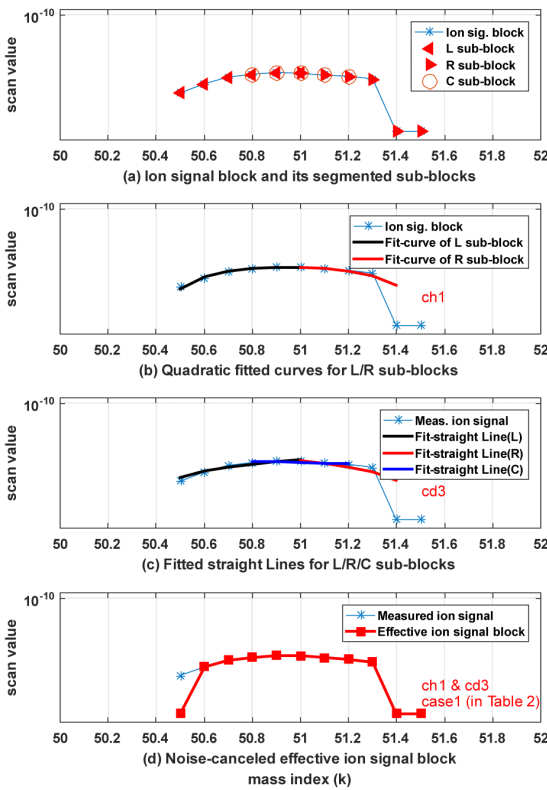 10-10
scan value
Ion sig. block
L sub-block
R sub-block
C sub-block
50 50.2 50.4 50.6 50.8 51 51.2 51.4 51.6 51.8 52
(a) Ion signal block and its segmented sub-blocks
10-10
scan value
Ion sig. block
Fit-curve of L sub-block
Fit-curve of R sub-block
ch1
50 50.2 50.4 50.6 50.8 51 51.2 51.4 51.6 51.8 52
(b) Quadratic fitted curves for L/R sub-blocks
10-10
scan value
Meas. ion signal
Fit-straight Line(L)
Fit-straight Line(R)
Fit-straight Line(C)
cd3
50 50.2 50.4 50.6 50.8 51 51.2 51.4 51.6 51.8 52
(c) Fitted straight Lines for L/R/C sub-blocks
10-10
scan value
Measured ion signal
Effective ion signal block
ch1 & cd3
case1 (in Table 2)
50 50.2 50.4 50.6 50.8 51 51.2 51.4 51.6 51.8 52
(d) Noise-canceled effective ion signal block
mass index (k)